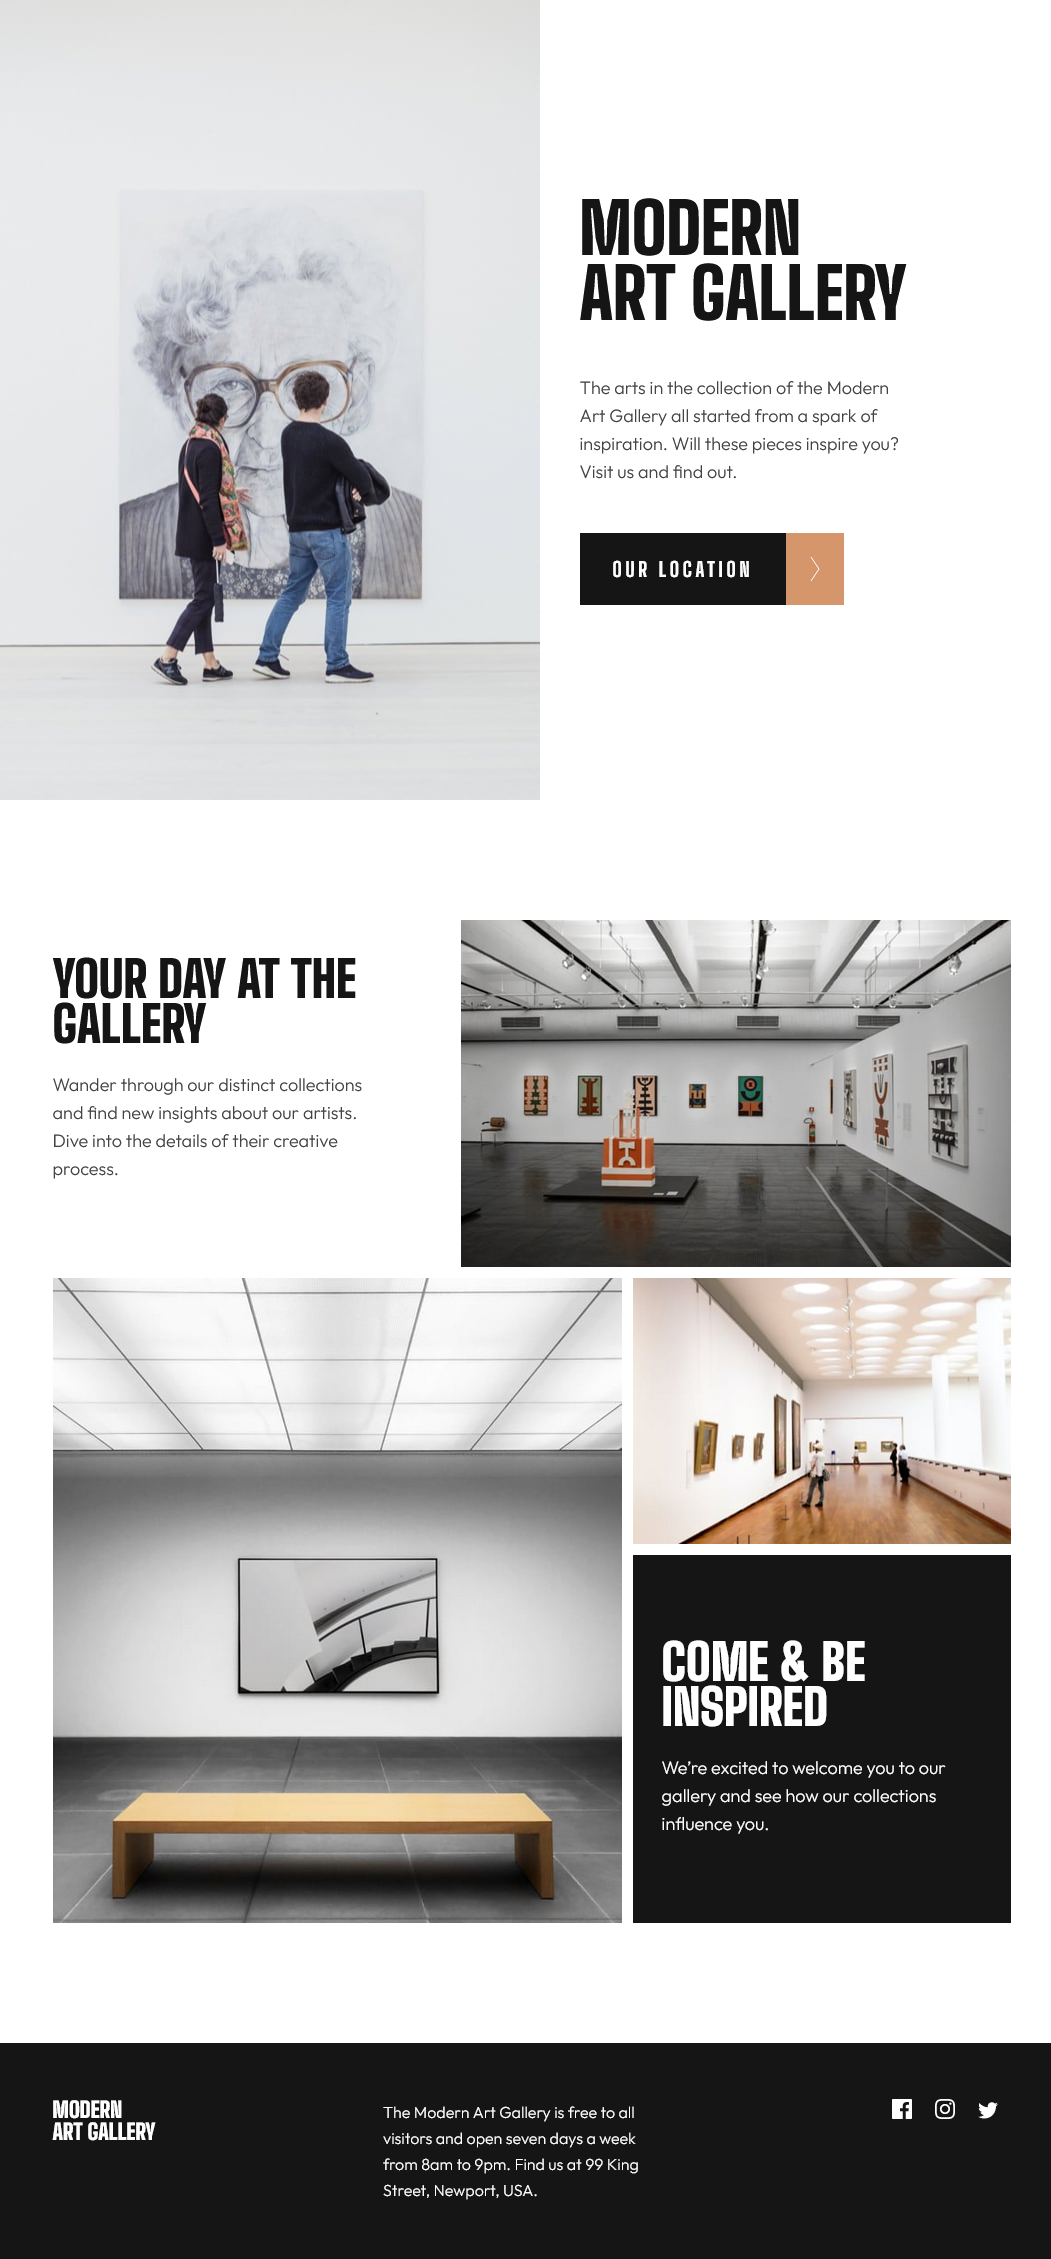 MODERN
ART GALLERY
The arts in the collection of the Modern
Art Gallery all started from a spark of
inspiration. Will these pieces inspire you?
Visit us and find out.
OUR LOCATION
YOUR DAY AT THE
GALLERY
Wander through our distinct collections
and find new insights about our artists.
Dive into the details of their creative
process.
COME & BE
INSPIRED
We’re excited to welcome you to our
gallery and see how our collections
influence you.
MODERN
ART GALLERY
The Modern Art Gallery is free to all
visitors and open seven days a week
from 8am to 9pm. Find us at 99 King
Street, Newport, USA.